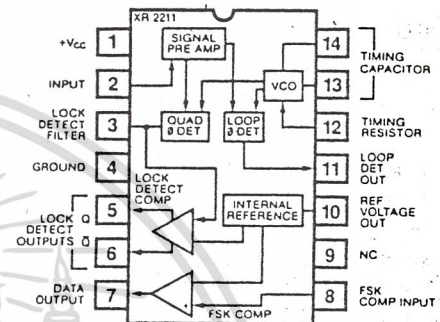 XR 2211
+VCC 1
INPUT 2
LOCK
DETECT 3
FILTER
GROUND 4
LOCK Q 5
DETECT
OUTPUTS Q̅ 6
DATA
OUTPUT 7
SIGNAL
PRE AMP
QUAD
Ø DET
LOOP
Ø DET
VCO
LOCK
DETECT
COMP
INTERNAL
REFERENCE
FSK COMP
14
TIMING
CAPACITOR
13
12 TIMING
RESISTOR
11 LOOP
DET
OUT
10 REF
VOLTAGE
OUT
9 NC
8 FSK
COMP INPUT